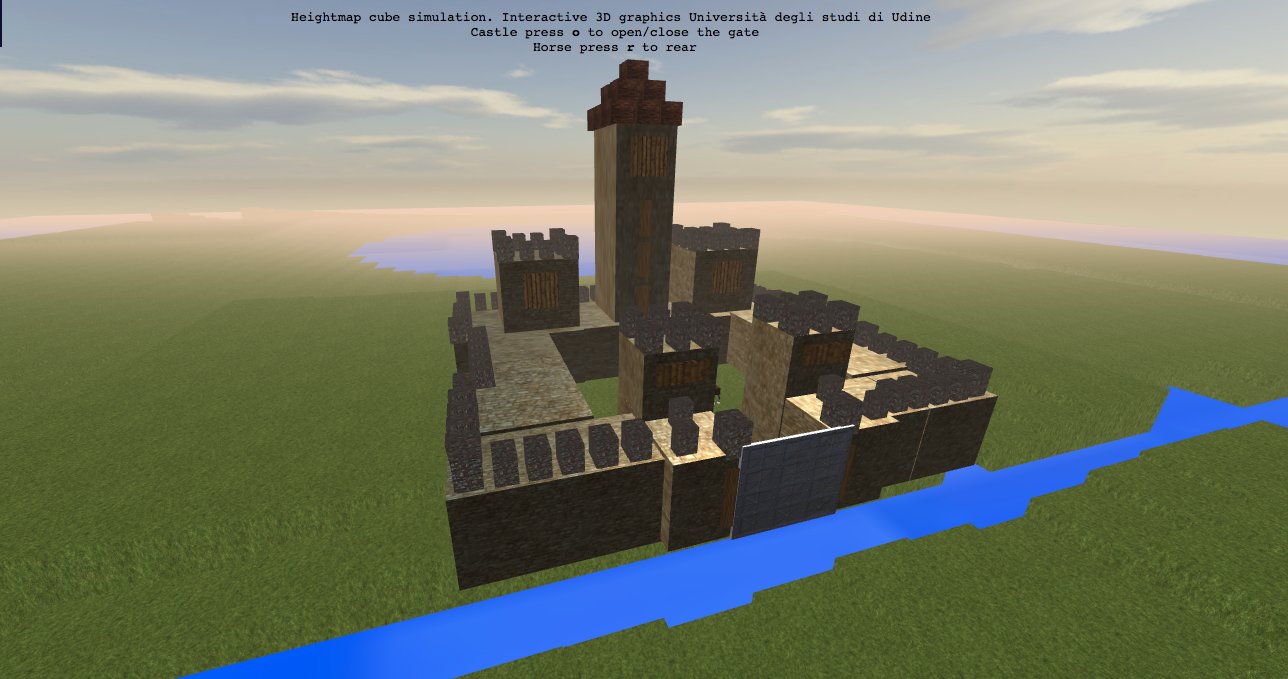 Heightmap cube simulation. Interactive 3D graphics Università degli studi di Udine
Castle press o to open/close the gate
Horse press r to rear